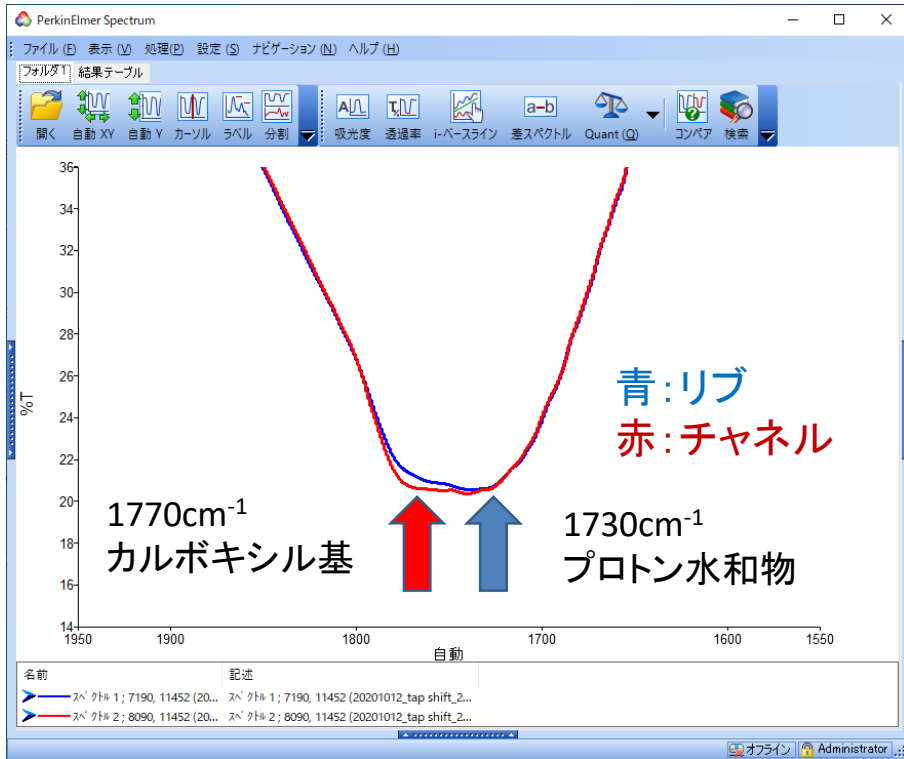 PerkinElmer Spectrum
ファイル (F) 表示 (V) 処理(P) 設定 (S) ナビゲーション (N) ヘルプ (H)
フォルダ1 結果テーブル
開く 自動 XY 自動 Y カーソル ラベル 分割 吸光度 透過率 i-ベースライン 差スペクトル Quant (Q) コンペア 検索
A
T,
a-b
36
34
32
30
28
26
24
22
20
18
16
14
%T
青：リブ
赤：チャネル
1770cm-1
カルボキシル基
1730cm-1
プロトン水和物
1950 1900 1800 1700 1600 1550
自動
名前 記述
スペクトル 1 ; 7190, 11452 (20... スペクトル 1 ; 7190, 11452 (20201012_tap shift_2...
スペクトル 2 ; 8090, 11452 (20... スペクトル 2 ; 8090, 11452 (20201012_tap shift_2...
オフライン Administrator